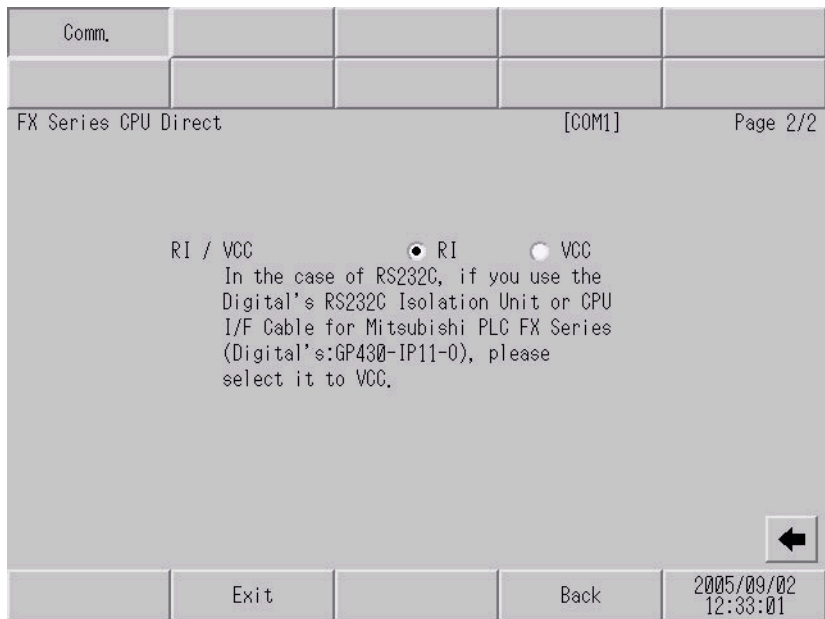 Comm.
FX Series CPU Direct [COM1] Page 2/2
RI / VCC RI VCC
In the case of RS232C, if you use the
Digital's RS232C Isolation Unit or CPU
I/F Cable for Mitsubishi PLC FX Series
(Digital's:GP430-IP11-O), please
select it to VCC.
Exit Back 2005/09/02
12:33:01